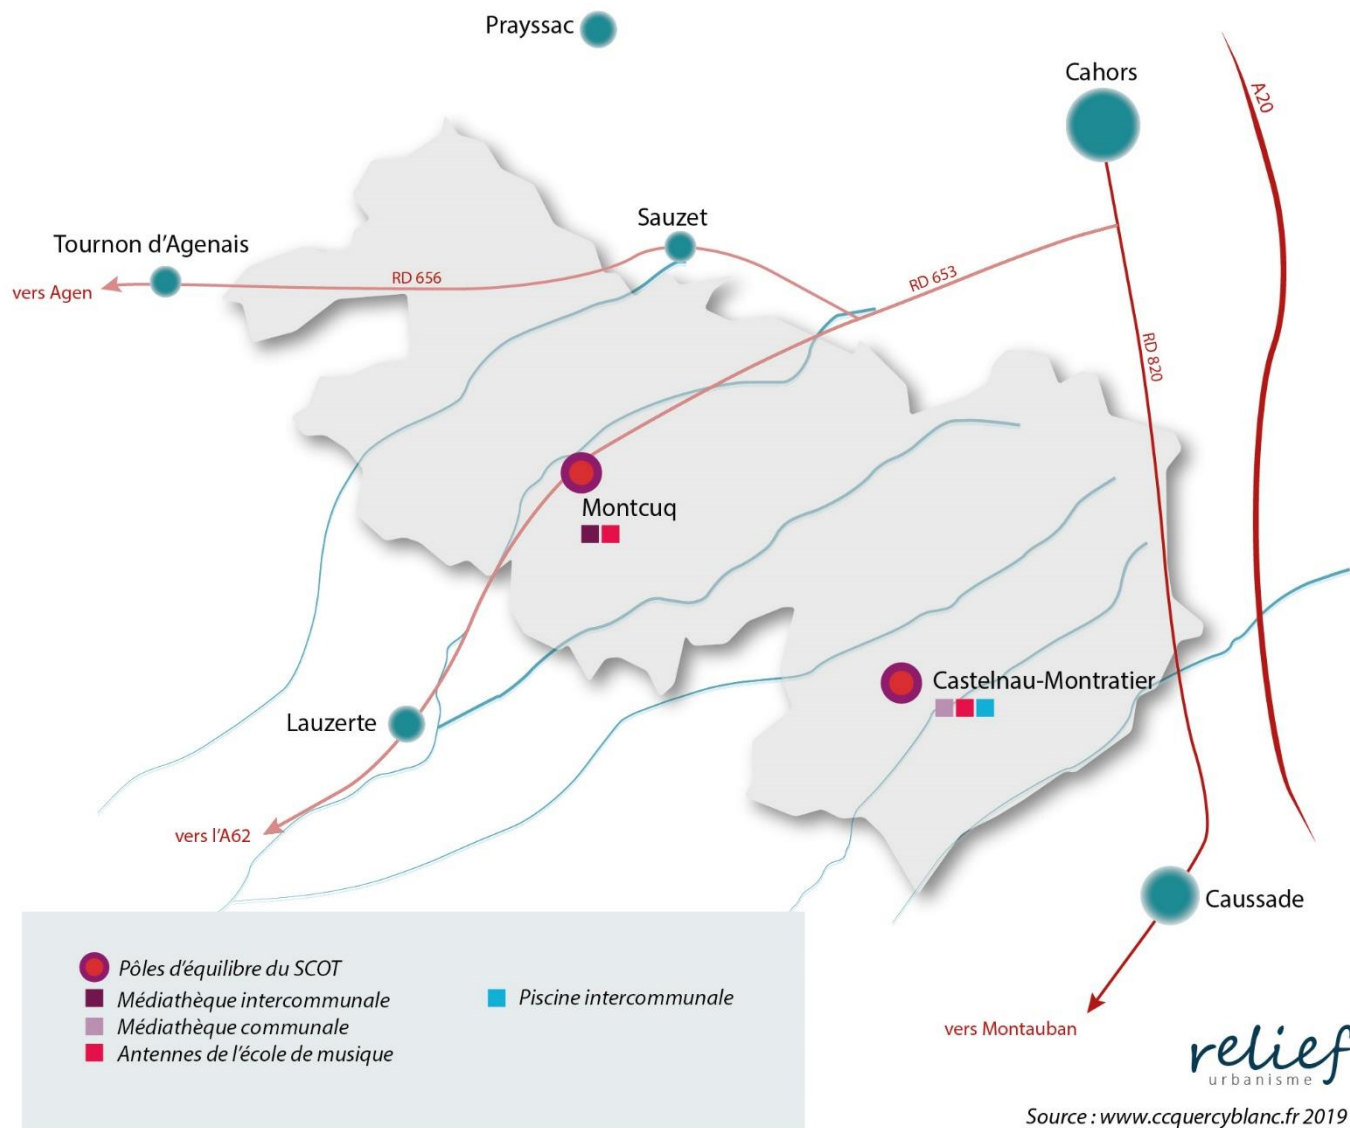 Prayssac
Cahors
A20
Sauzet
Tournon d'Agenais
RD 656
RD 653
vers Agen
RD 820
Montcuq
Castelnau-Montratier
Lauzerte
vers l'A62
Caussade
Pôles d'équilibre du SCOT
Médiathèque intercommunale
Piscine intercommunale
Médiathèque communale
Antennes de l'école de musique
vers Montauban
relief
urbanisme
Source : www.ccquercyblanc.fr 2019